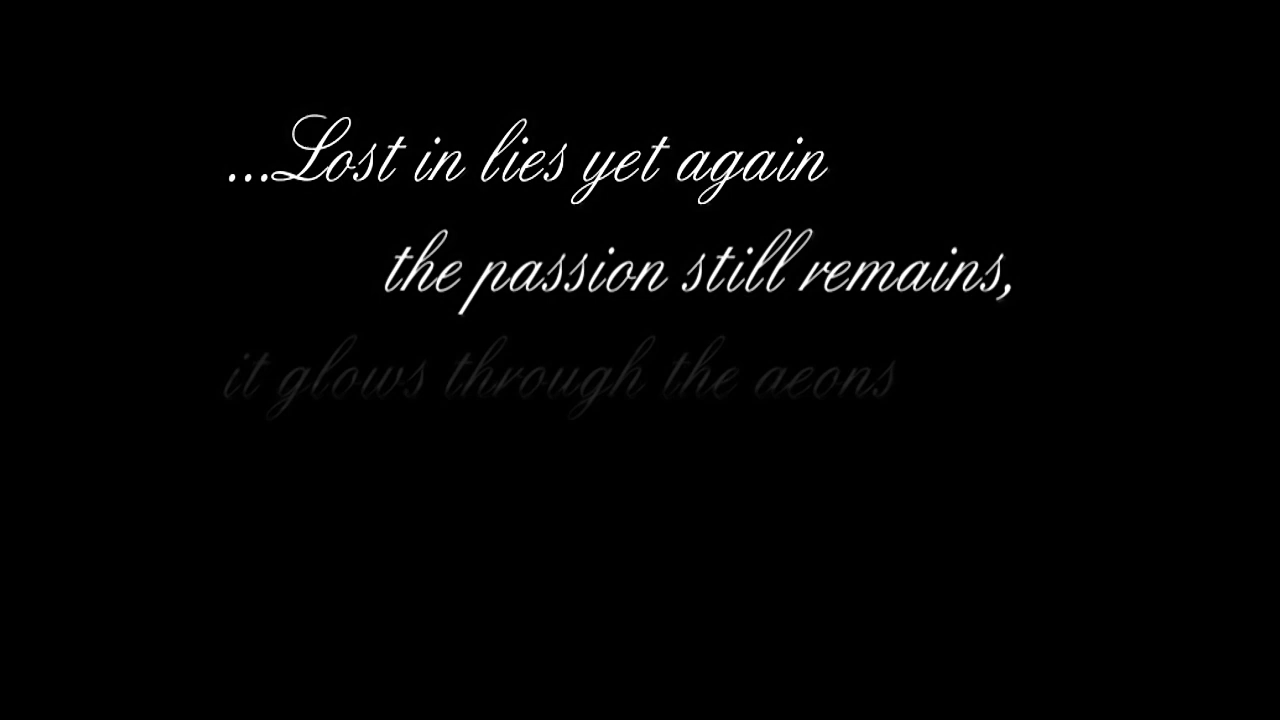 ...Lost in lies yet again
the passion still remains,
it glows through the aeons